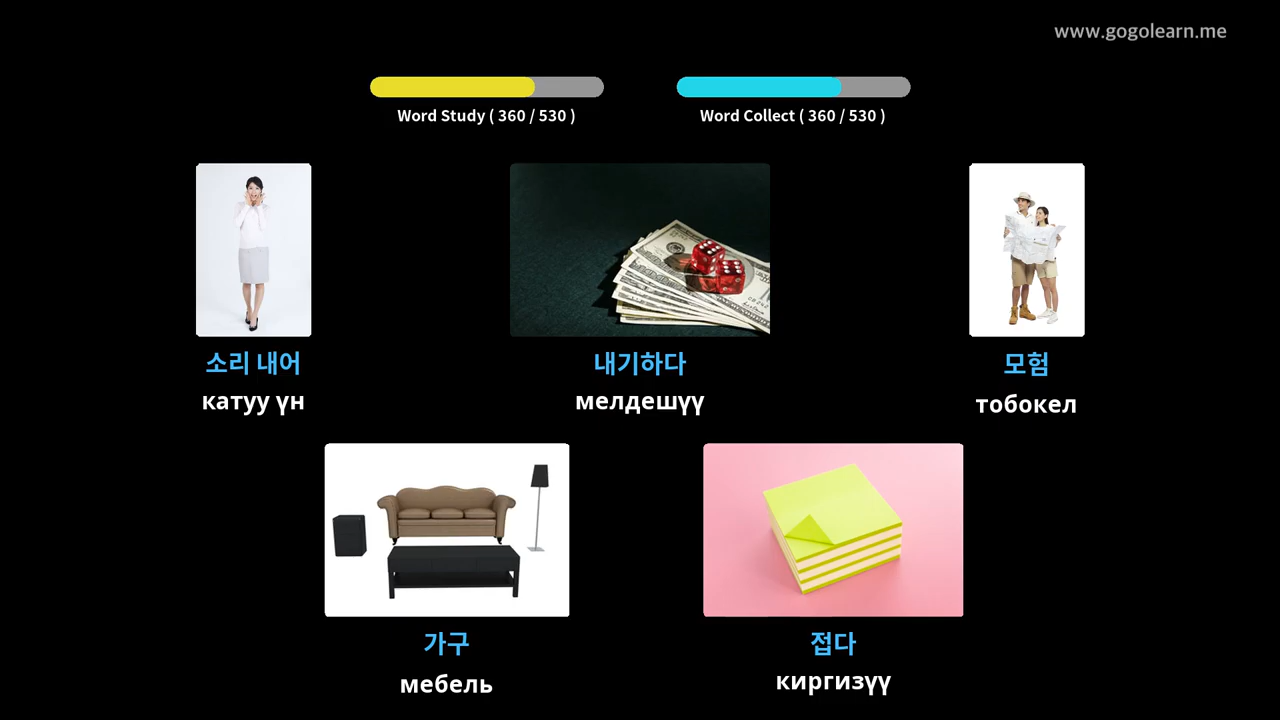 www.gogolearn.me
Word Study ( 360 / 530 )
Word Collect ( 360 / 530 )
소리 내어
катуу үн
내기하다
мелдешүү
모험
тобокел
가구
мебель
접다
киргизүү